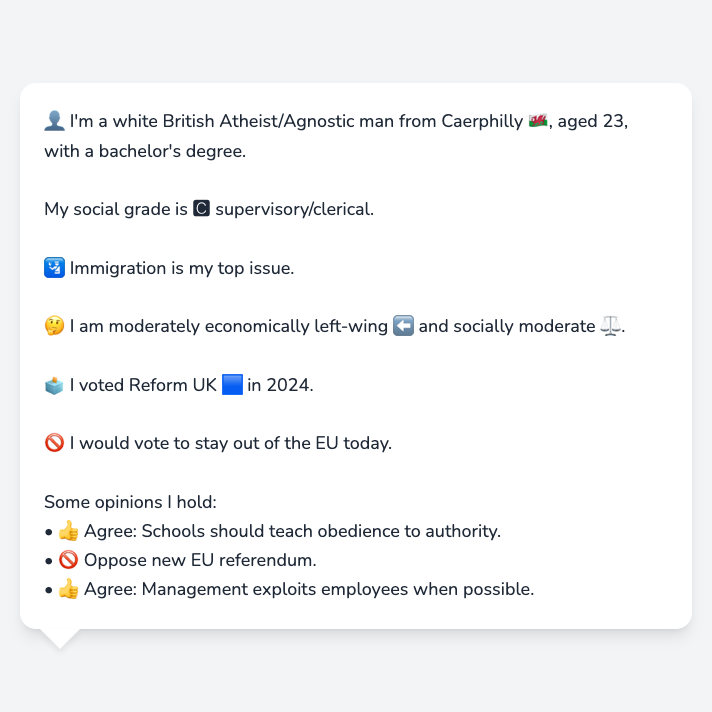 👤 I'm a white British Atheist/Agnostic man from Caerphilly 🏴󠁧󠁢󠁷󠁬󠁳󠁿, aged 23,
with a bachelor's degree.
My social grade is 🅲 supervisory/clerical.
🛂 Immigration is my top issue.
🤔 I am moderately economically left-wing ⬅️ and socially moderate ⚖️.
🗳️ I voted Reform UK 🟦 in 2024.
🚫 I would vote to stay out of the EU today.
Some opinions I hold:
• 👍 Agree: Schools should teach obedience to authority.
• 🚫 Oppose new EU referendum.
• 👍 Agree: Management exploits employees when possible.